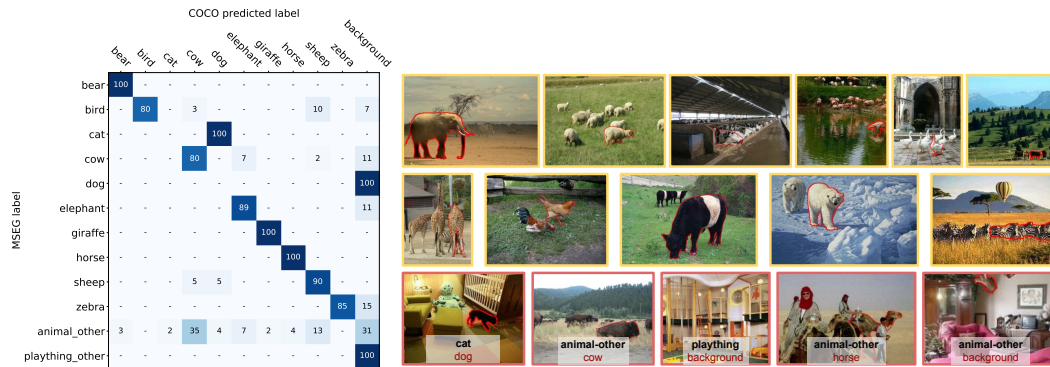 COCO predicted label
bear bird cat cow dog elephant giraffe horse sheep zebra background
MSEG label
bear 100 - - - - - - - - - -
bird - 80 - 3 - - - - 10 - 7
cat - - - - 100 - - - - - -
cow - - - 80 - 7 - - 2 - 11
dog - - - - - - - - - - 100
elephant - - - - - 89 - - - - 11
giraffe - - - - - - 100 - - - -
horse - - - - - - - 100 - - -
sheep - - - 5 5 - - - 90 - -
zebra - - - - - - - - - 85 15
animal_other 3 - 2 35 4 7 2 4 13 - 31
plaything_other - - - - - - - - - - 100
cat
dog
animal-other
cow
plaything
background
animal-other
horse
animal-other
background